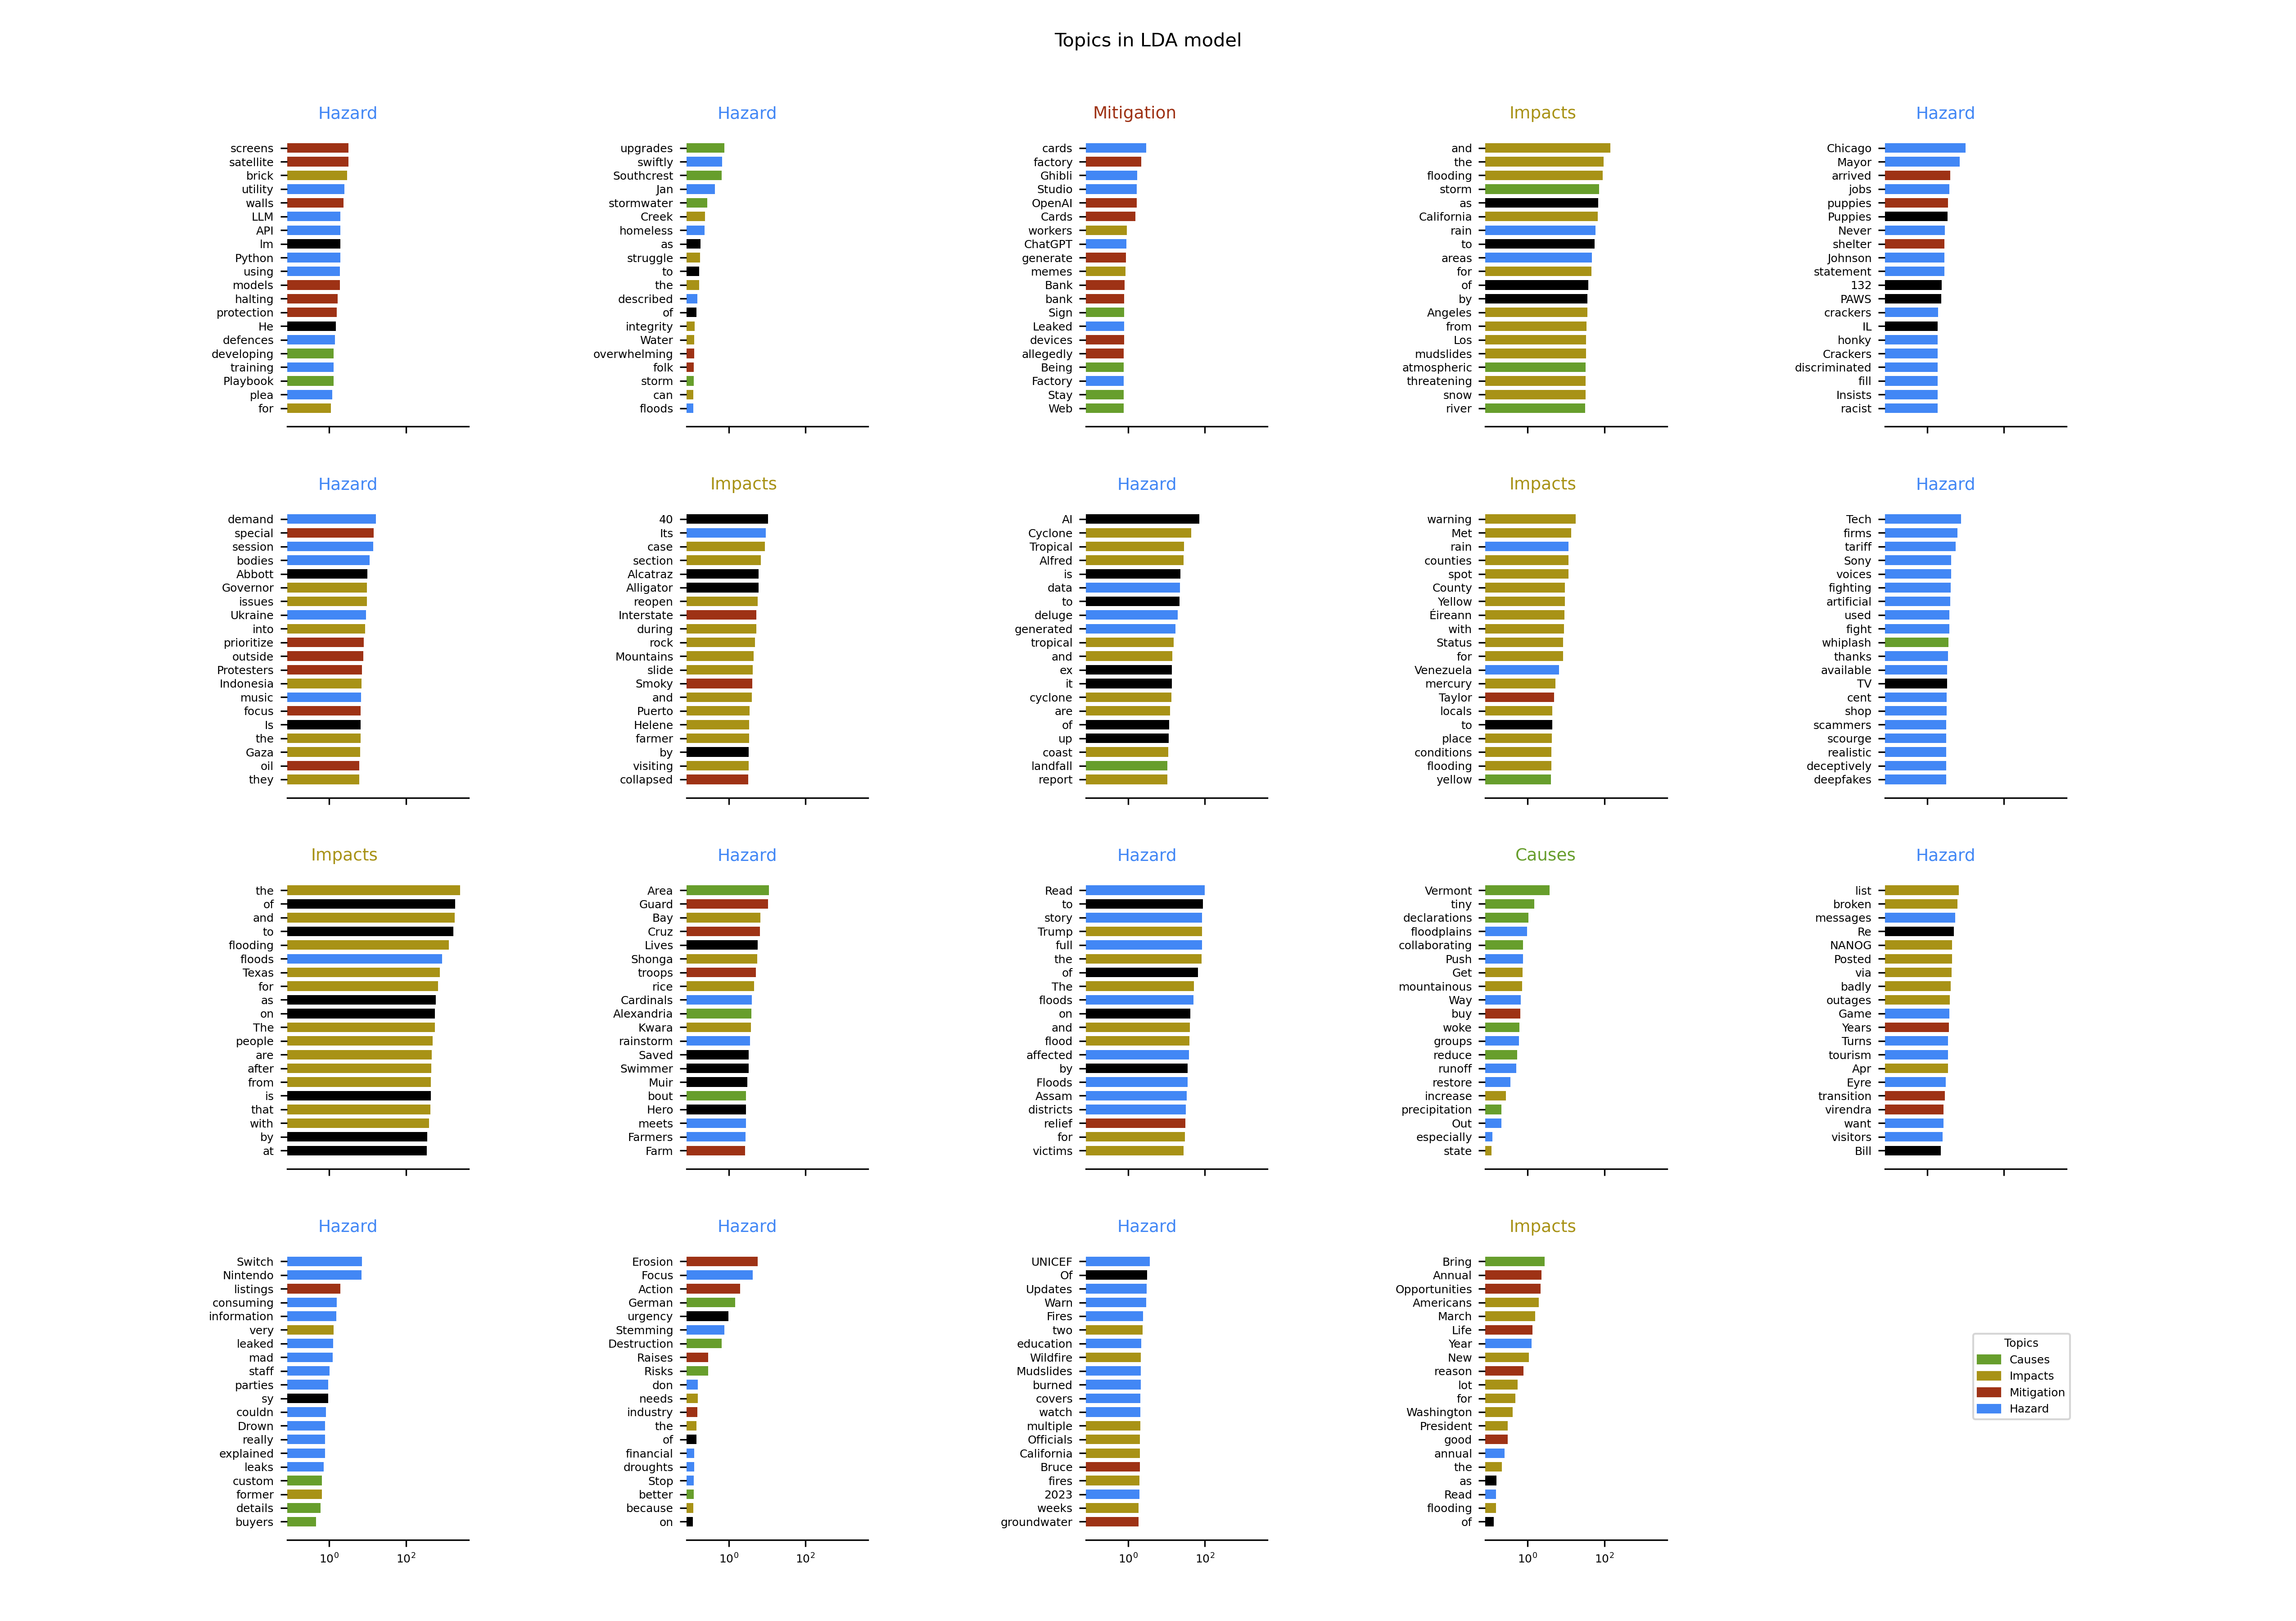 Topics in LDA model
Hazard
screens
satellite
brick
utility
walls
LLM
API
lm
Python
using
models
halting
protection
He
defences
developing
training
Playbook
plea
for
Hazard
upgrades
swiftly
Southcrest
Jan
stormwater
Creek
homeless
as
struggle
to
the
described
of
integrity
Water
overwhelming
folk
storm
can
floods
Mitigation
cards
factory
Ghibli
Studio
OpenAI
Cards
workers
ChatGPT
generate
memes
Bank
bank
Sign
Leaked
devices
allegedly
Being
Factory
Stay
Web
Impacts
and
the
flooding
storm
as
California
rain
to
areas
for
of
by
Angeles
from
Los
mudslides
atmospheric
threatening
snow
river
Hazard
Chicago
Mayor
arrived
jobs
puppies
Puppies
Never
shelter
Johnson
statement
132
PAWS
crackers
IL
honky
Crackers
discriminated
fill
Insists
racist
Hazard
demand
special
session
bodies
Abbott
Governor
issues
Ukraine
into
prioritize
outside
Protesters
Indonesia
music
focus
Is
the
Gaza
oil
they
Impacts
40
Its
case
section
Alcatraz
Alligator
reopen
Interstate
during
rock
Mountains
slide
Smoky
and
Puerto
Helene
farmer
by
visiting
collapsed
Hazard
AI
Cyclone
Tropical
Alfred
is
data
to
deluge
generated
tropical
and
ex
it
cyclone
are
of
up
coast
landfall
report
Impacts
warning
Met
rain
counties
spot
County
Yellow
Éireann
with
Status
for
Venezuela
mercury
Taylor
locals
to
place
conditions
flooding
yellow
Hazard
Tech
firms
tariff
Sony
voices
fighting
artificial
used
fight
whiplash
thanks
available
TV
cent
shop
scammers
scourge
realistic
deceptively
deepfakes
Impacts
the
of
and
to
flooding
floods
Texas
for
as
on
The
people
are
after
from
is
that
with
by
at
Hazard
Area
Guard
Bay
Cruz
Lives
Shonga
troops
rice
Cardinals
Alexandria
Kwara
rainstorm
Saved
Swimmer
Muir
bout
Hero
meets
Farmers
Farm
Hazard
Read
to
story
Trump
full
the
of
The
floods
on
and
flood
affected
by
Floods
Assam
districts
relief
for
victims
Causes
Vermont
tiny
declarations
floodplains
collaborating
Push
Get
mountainous
Way
buy
woke
groups
reduce
runoff
restore
increase
precipitation
Out
especially
state
Hazard
list
broken
messages
Re
NANOG
Posted
via
badly
outages
Game
Years
Turns
tourism
Apr
Eyre
transition
virendra
want
visitors
Bill
Hazard
Switch
Nintendo
listings
consuming
information
very
leaked
mad
staff
parties
sy
couldn
Drown
really
explained
leaks
custom
former
details
buyers
10⁰ 10²
Hazard
Erosion
Focus
Action
German
urgency
Stemming
Destruction
Raises
Risks
don
needs
industry
the
of
financial
droughts
Stop
better
because
on
10⁰ 10²
Hazard
UNICEF
Of
Updates
Warn
Fires
two
education
Wildfire
Mudslides
burned
covers
watch
multiple
Officials
California
Bruce
fires
2023
weeks
groundwater
10⁰ 10²
Impacts
Bring
Annual
Opportunities
Americans
March
Life
Year
New
reason
lot
for
Washington
President
good
annual
the
as
Read
flooding
of
10⁰ 10²
Topics
Causes
Impacts
Mitigation
Hazard